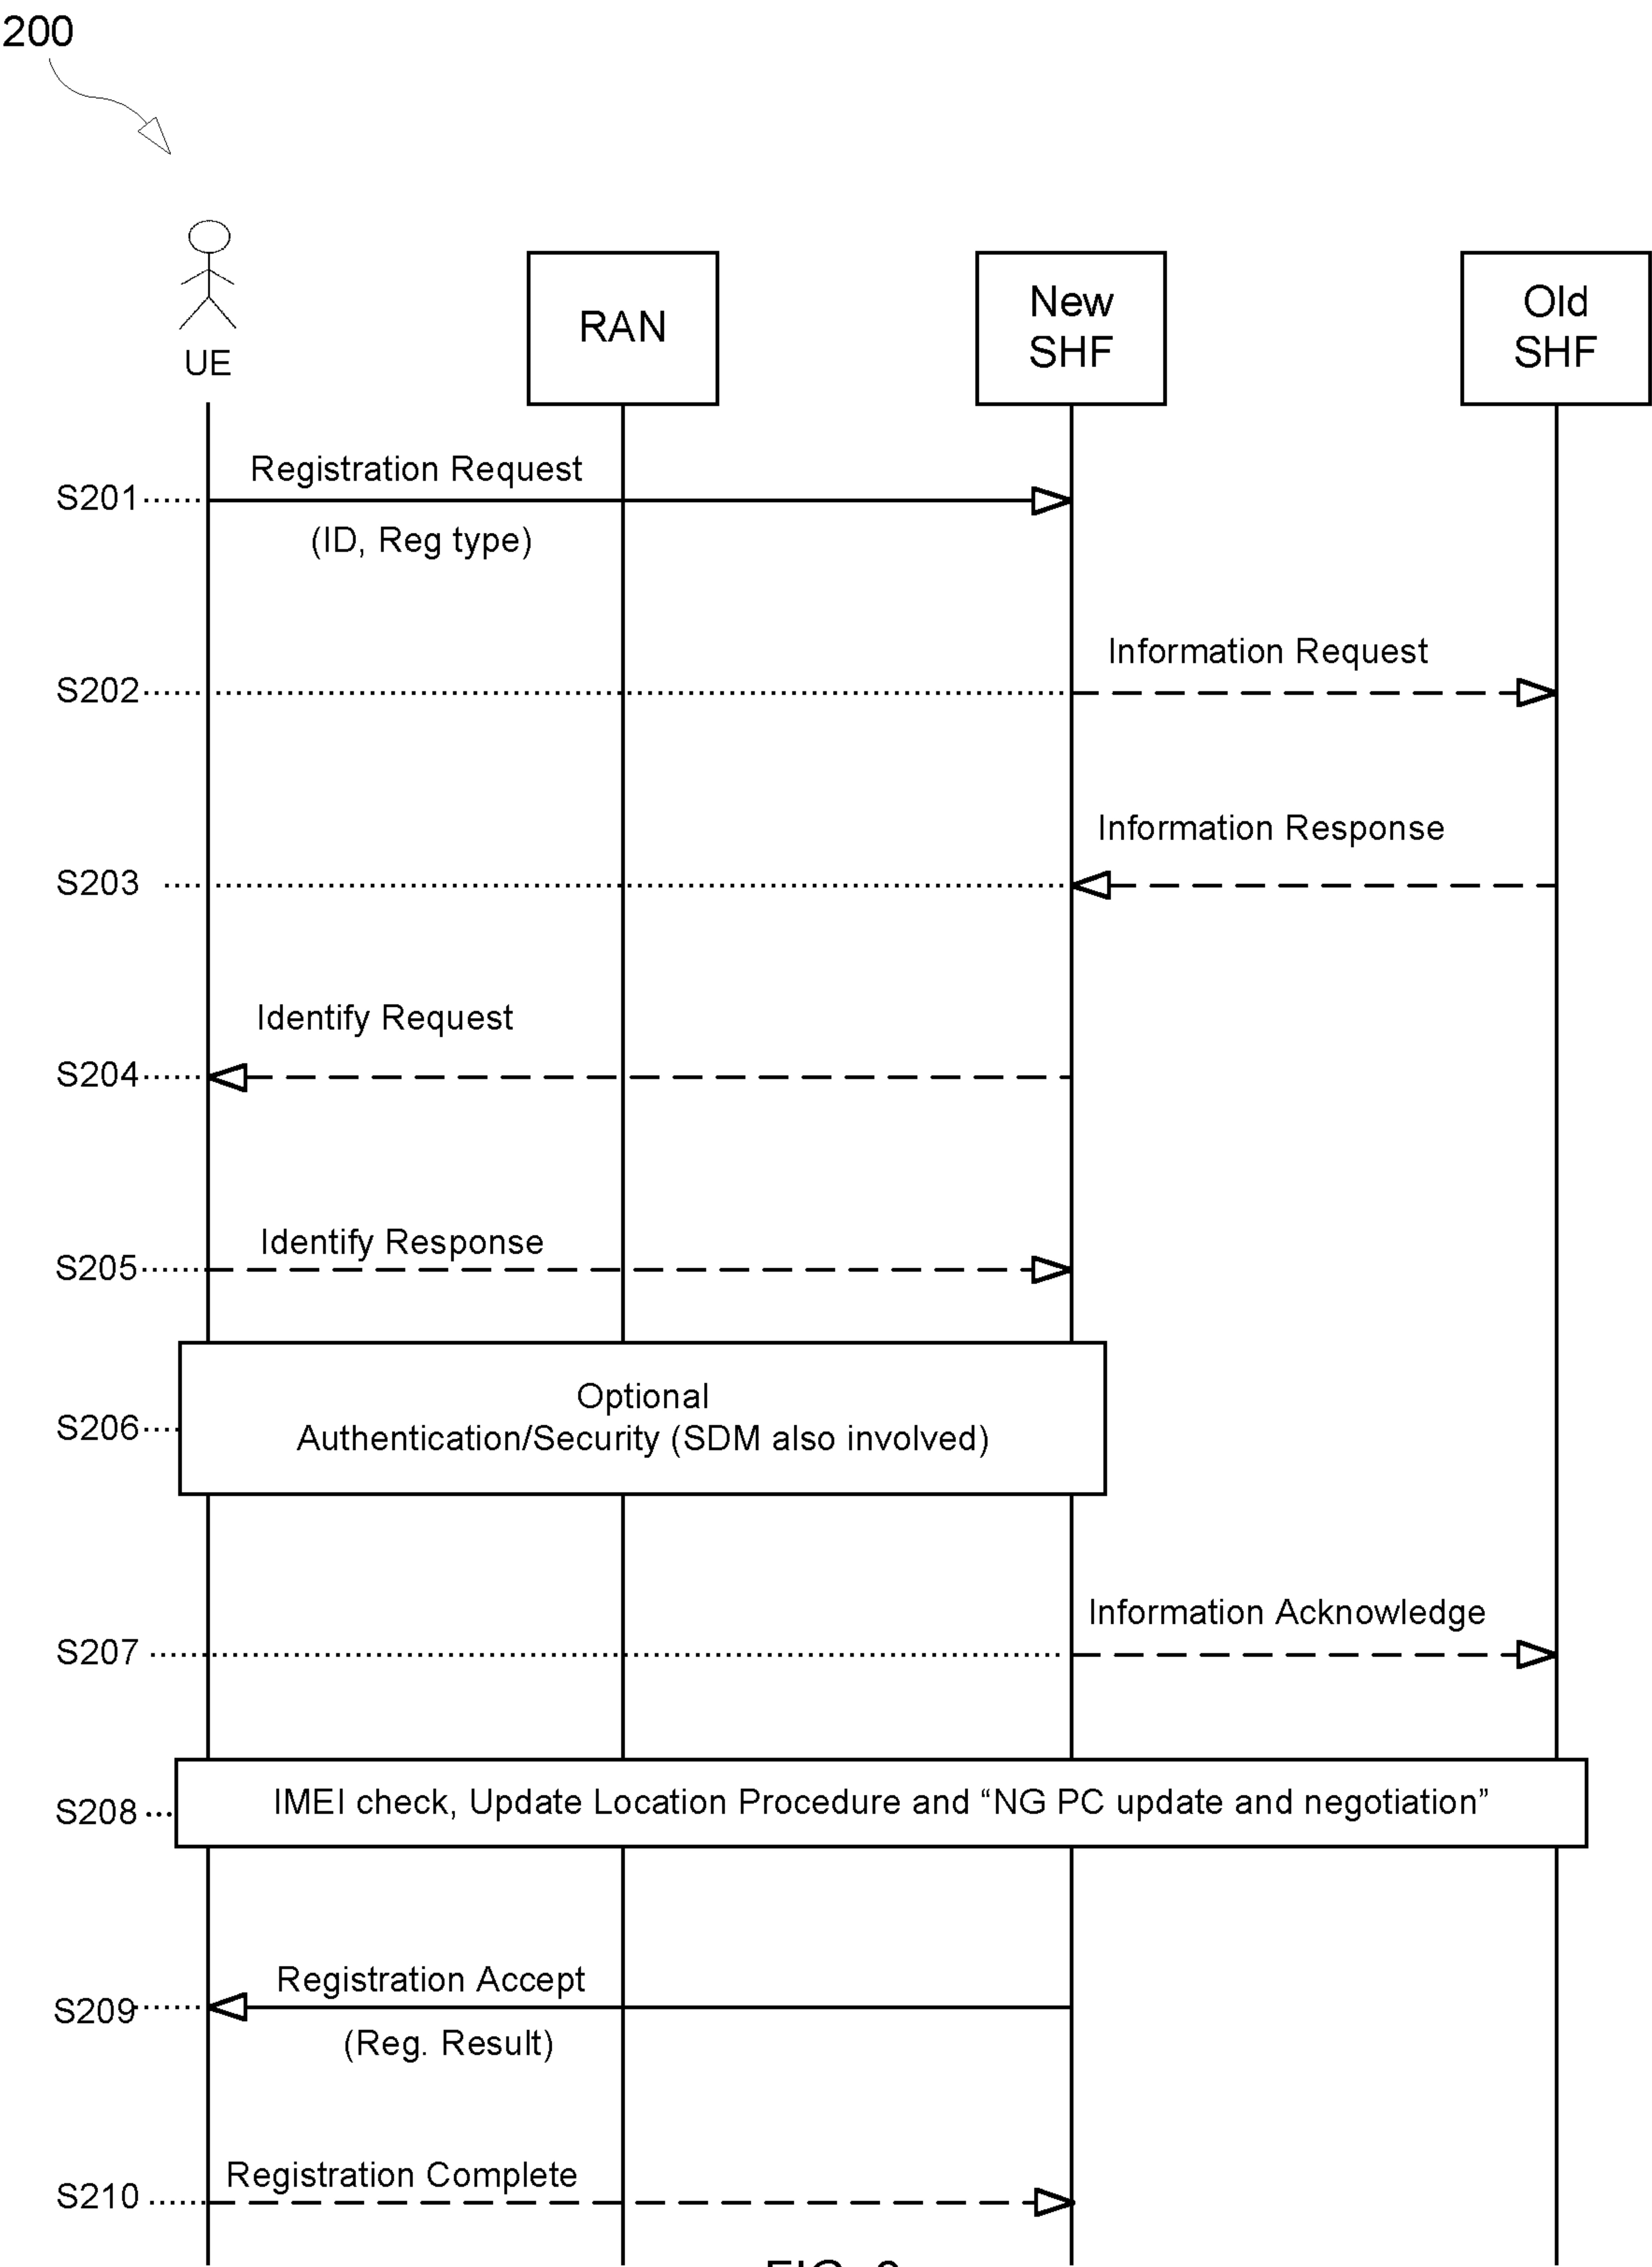 200
UE
RAN
New
SHF
Old
SHF
Registration Request
S201
(ID, Reg type)
Information Request
S202
Information Response
S203
Identify Request
S204
Identify Response
S205
Optional
Authentication/Security (SDM also involved)
S206
Information Acknowledge
S207
IMEI check, Update Location Procedure and “NG PC update and negotiation”
S208
Registration Accept
S209
(Reg. Result)
Registration Complete
S210